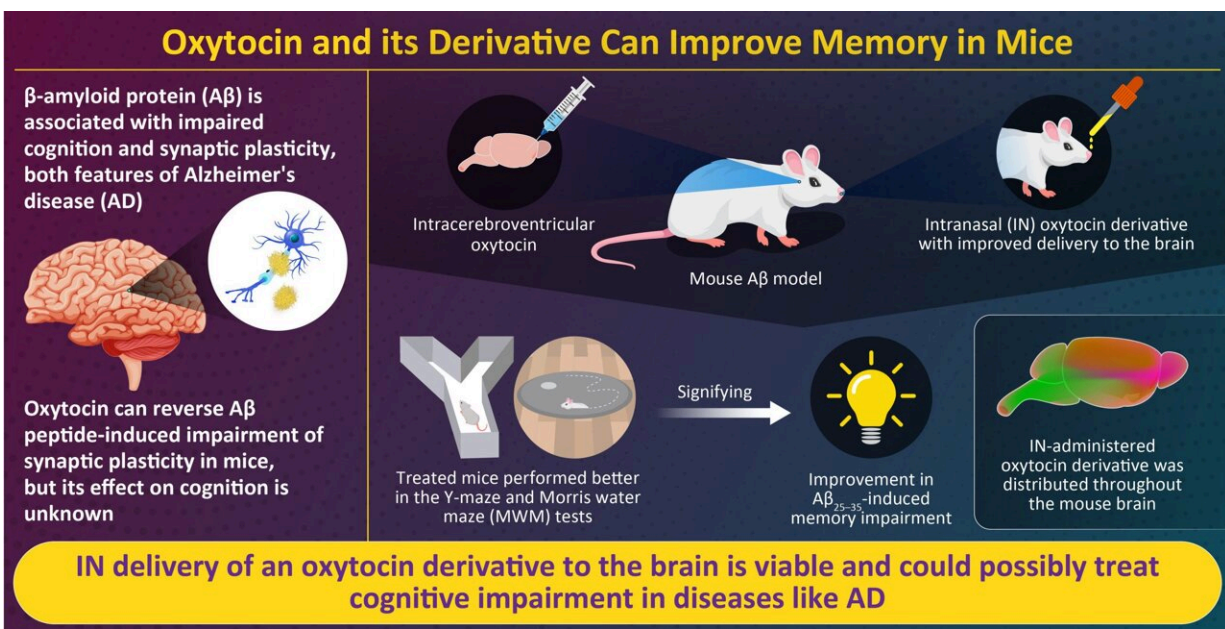 Oxytocin and its Derivative Can Improve Memory in Mice
β-amyloid protein (Aβ) is
associated with impaired
cognition and synaptic plasticity,
both features of Alzheimer's
disease (AD)
Oxytocin can reverse Aβ
peptide-induced impairment of
synaptic plasticity in mice,
but its effect on cognition is
unknown
Intracerebroventricular
oxytocin
Mouse Aβ model
Intranasal (IN) oxytocin derivative
with improved delivery to the brain
Treated mice performed better
in the Y-maze and Morris water
maze (MWM) tests
Signifying
Improvement in
Aβ25–35-induced
memory impairment
IN-administered
oxytocin derivative was
distributed throughout
the mouse brain
IN delivery of an oxytocin derivative to the brain is viable and could possibly treat
cognitive impairment in diseases like AD